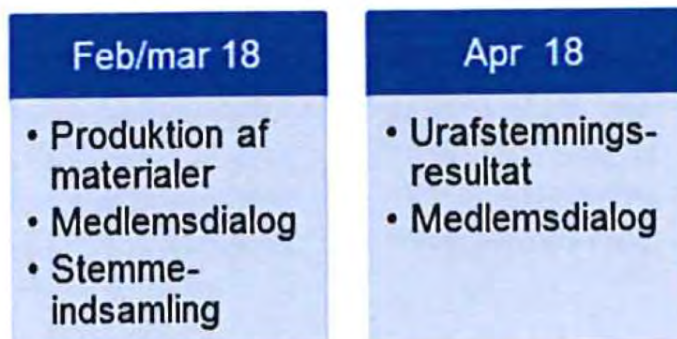 Feb/mar 18
• Produktion af
materialer
• Medlemsdialog
• Stemme-
indsamling
Apr 18
• Urafstemnings-
resultat
• Medlemsdialog